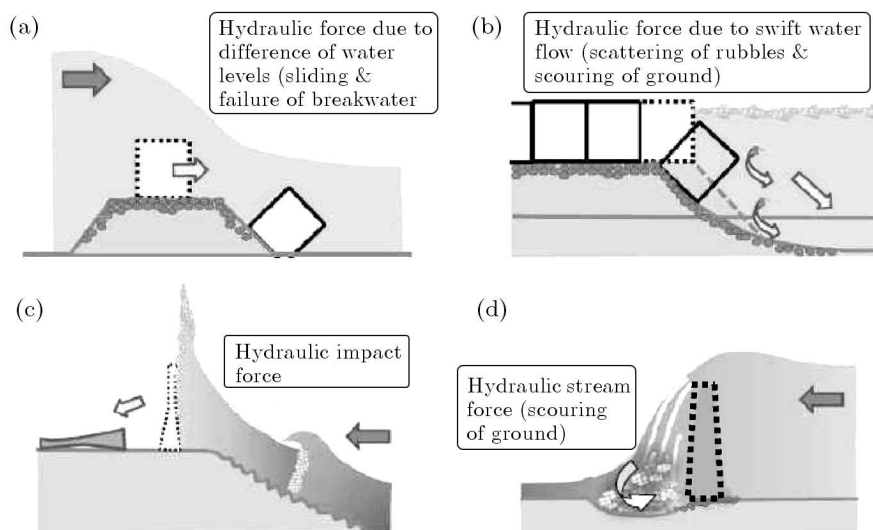 (a)
Hydraulic force due to
difference of water
levels (sliding &
failure of breakwater
(b)
Hydraulic force due to swift water
flow (scattering of rubbles &
scouring of ground)
(c)
Hydraulic impact
force
(d)
Hydraulic stream
force (scouring
of ground)